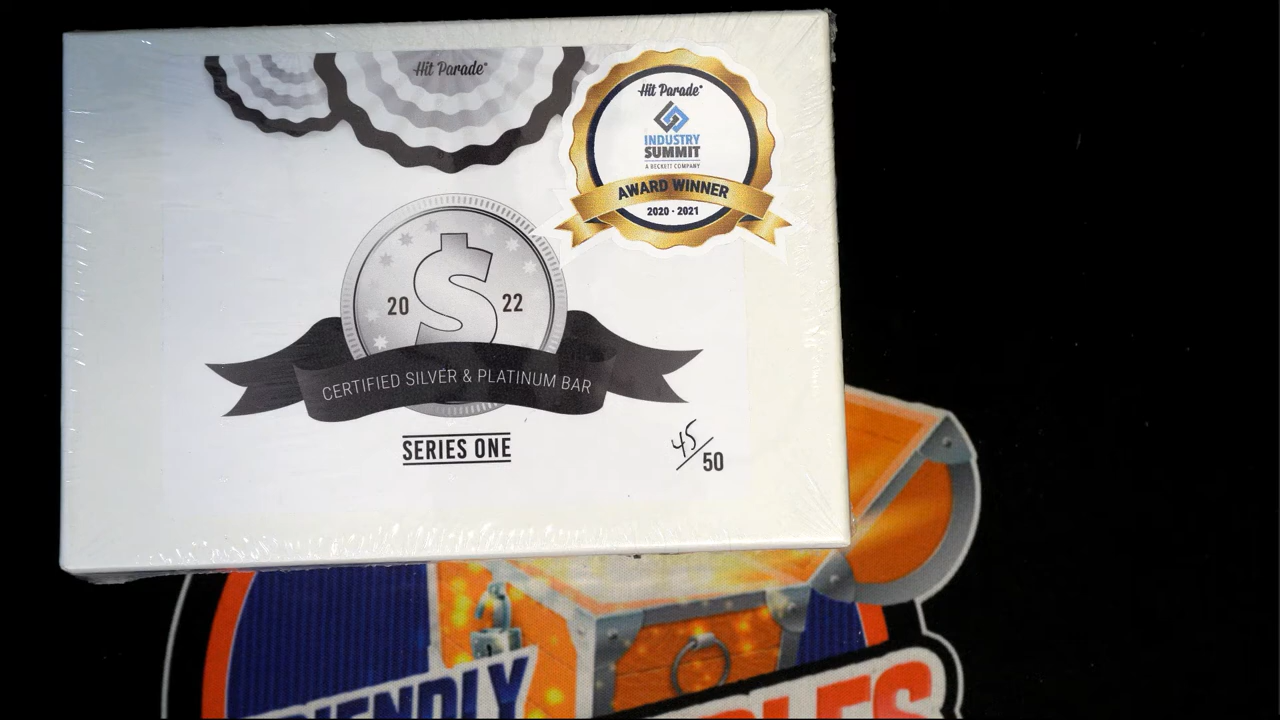 Hit Parade®
Hit Parade®
INDUSTRY
SUMMIT
A BECKETT COMPANY
AWARD WINNER
2020 · 2021
20 $ 22
CERTIFIED SILVER & PLATINUM BAR
SERIES ONE
45/50